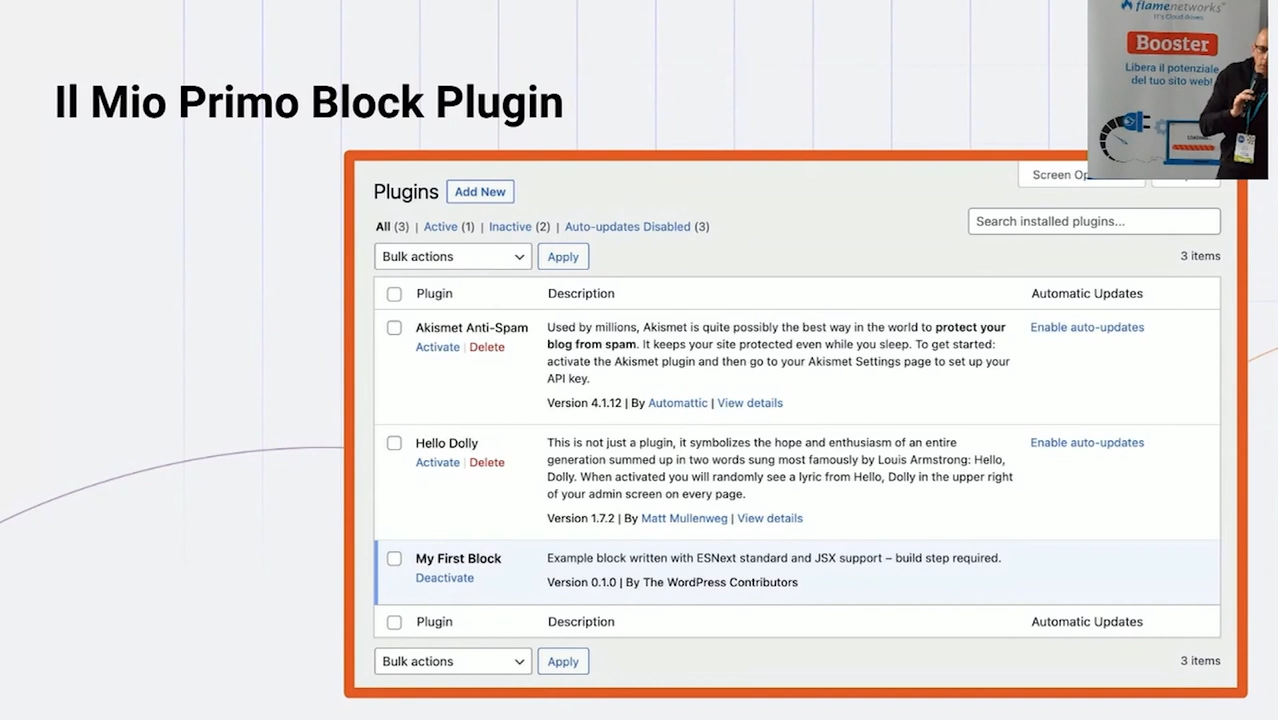 flamenetworks
IT's Cloud drives
Booster
Libera il potenziale
del tuo sito web!
LOADING...
Il Mio Primo Block Plugin
Plugins Add New
Screen Op
All (3) | Active (1) | Inactive (2) | Auto-updates Disabled (3)
Search installed plugins...
Bulk actions Apply
3 items
Plugin Description Automatic Updates
Akismet Anti-Spam
Activate | Delete
Used by millions, Akismet is quite possibly the best way in the world to protect your
blog from spam. It keeps your site protected even while you sleep. To get started:
activate the Akismet plugin and then go to your Akismet Settings page to set up your
API key.
Version 4.1.12 | By Automattic | View details
Enable auto-updates
Hello Dolly
Activate | Delete
This is not just a plugin, it symbolizes the hope and enthusiasm of an entire
generation summed up in two words sung most famously by Louis Armstrong: Hello,
Dolly. When activated you will randomly see a lyric from Hello, Dolly in the upper right
of your admin screen on every page.
Version 1.7.2 | By Matt Mullenweg | View details
Enable auto-updates
My First Block
Deactivate
Example block written with ESNext standard and JSX support – build step required.
Version 0.1.0 | By The WordPress Contributors
Plugin Description Automatic Updates
Bulk actions Apply
3 items